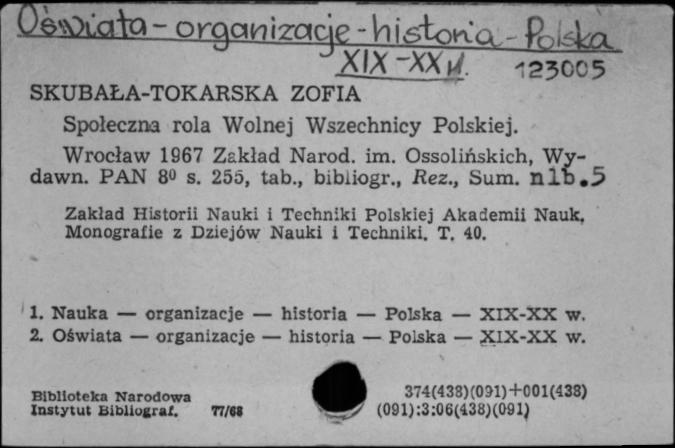 Oświata - organizacje - historia - Polska
XIX - XX w.
123005
SKUBAŁA-TOKARSKA ZOFIA
Społeczna rola Wolnej Wszechnicy Polskiej.
Wrocław 1967 Zakład Narod. im. Ossolińskich, Wy-
dawn. PAN 8⁰ s. 255, tab., bibliogr., Rez., Sum. nlb.5
Zakład Historii Nauki i Techniki Polskiej Akademii Nauk.
Monografie z Dziejów Nauki i Techniki. T. 40.
1. Nauka — organizacje — historia — Polska — XIX-XX w.
2. Oświata — organizacje — historia — Polska — XIX-XX w.
Biblioteka Narodowa
Instytut Bibliograf. 77/68
374(438)(091)+001(438)
(091):3:06(438)(091)